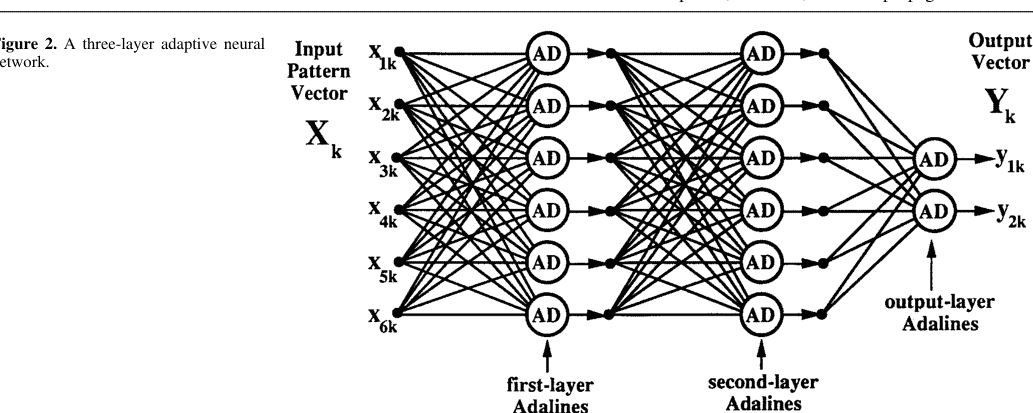 Figure 2. A three-layer adaptive neural
network.
Input
Pattern
Vector
X k
x 1k
x 2k
x 3k
x 4k
x 5k
x 6k
AD
AD
AD
AD
AD
AD
first-layer
Adalines
AD
AD
AD
AD
AD
AD
second-layer
Adalines
AD
AD
output-layer
Adalines
Output
Vector
Y k
y 1k
y 2k